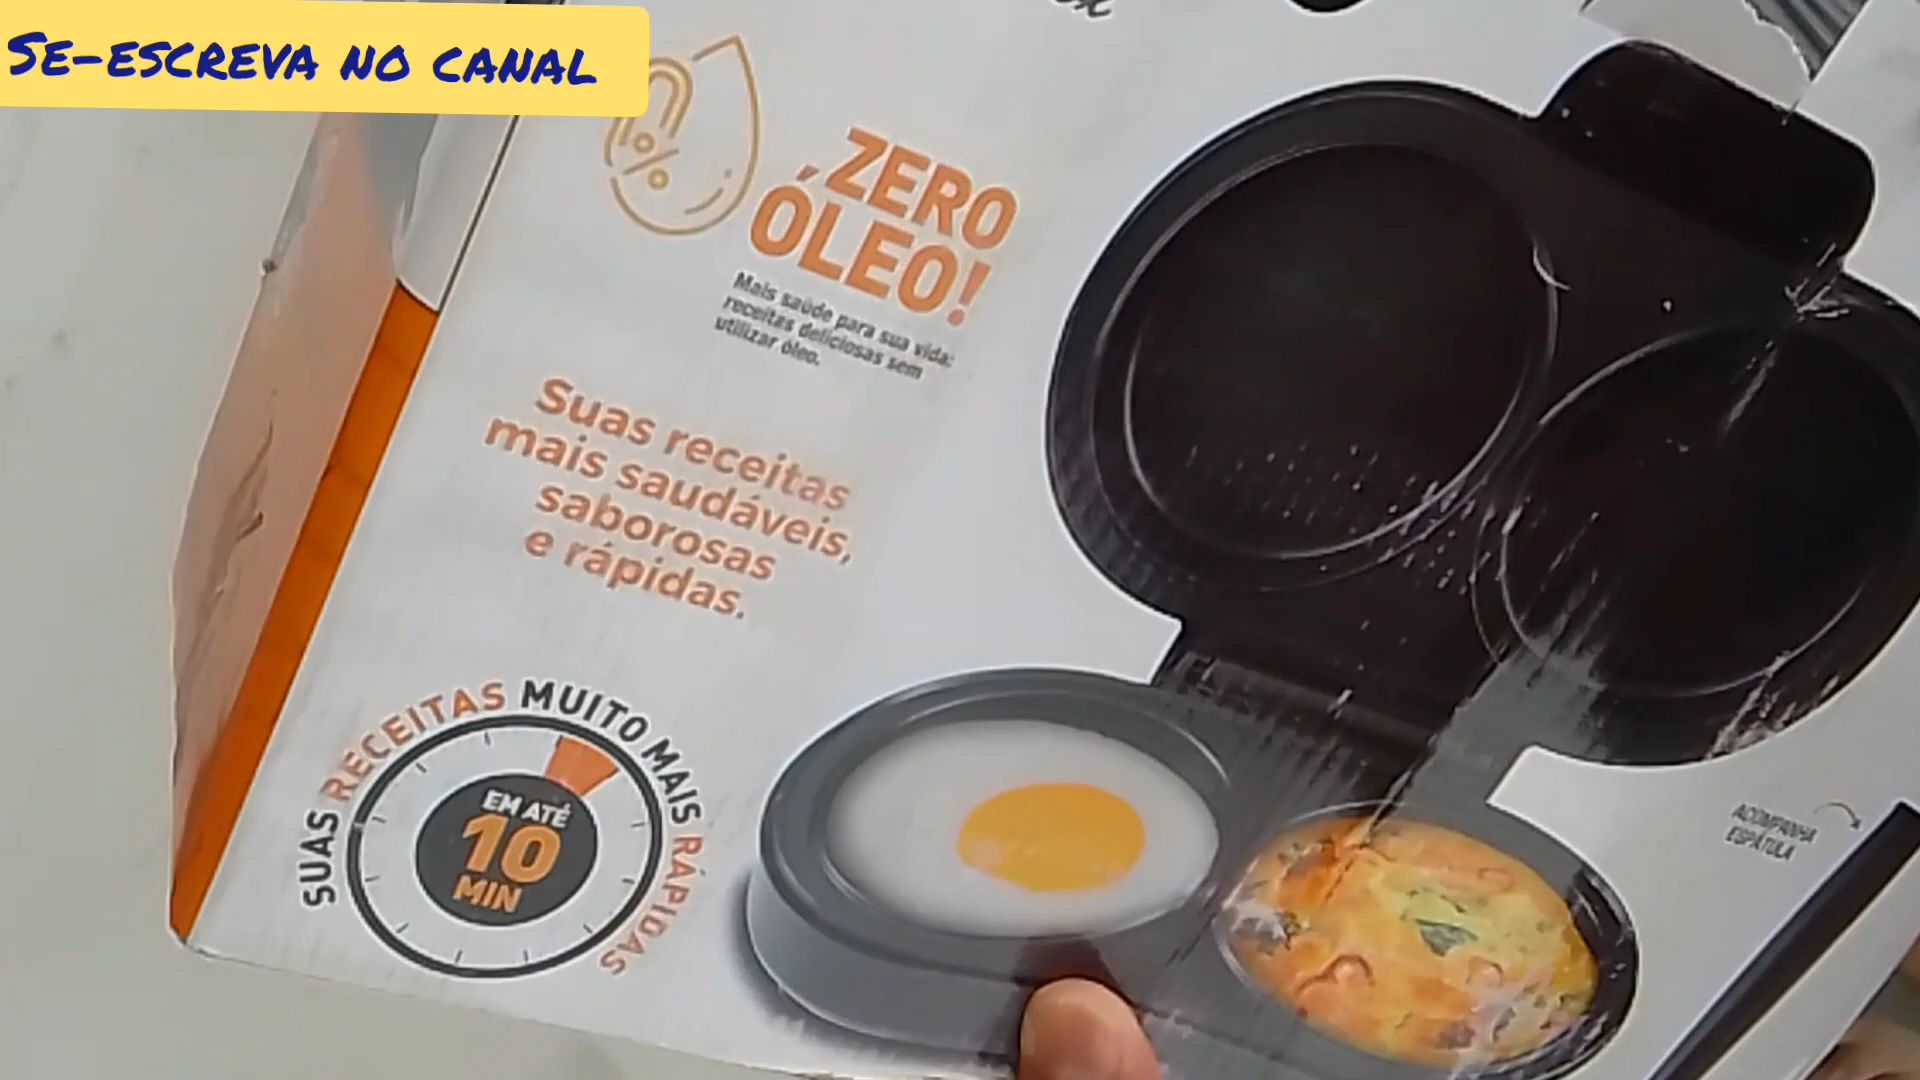 Se-escreva no canal
ZERO
ÓLEO!
Mais saúde para sua vida:
receitas deliciosas sem
utilizar óleo.
Suas receitas
mais saudáveis,
saborosas
e rápidas.
SUAS RECEITAS MUITO MAIS RÁPIDAS
EM ATÉ
10
MIN
ACOMPANHA
ESPÁTULA